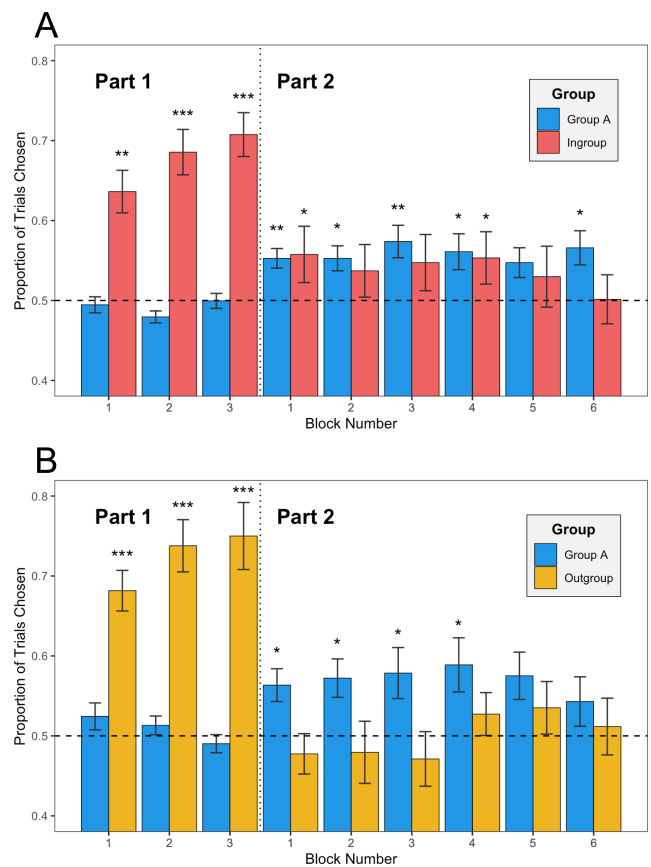 A
Part 1
Part 2
Group
Group A
Ingroup
Proportion of Trials Chosen
0.8
0.7
0.6
0.5
0.4
**
***
***
**
*
*
**
*
*
*
1
2
3
1
2
3
4
5
6
Block Number
B
Part 1
Part 2
Group
Group A
Outgroup
Proportion of Trials Chosen
0.8
0.7
0.6
0.5
0.4
***
***
***
*
*
*
*
1
2
3
1
2
3
4
5
6
Block Number